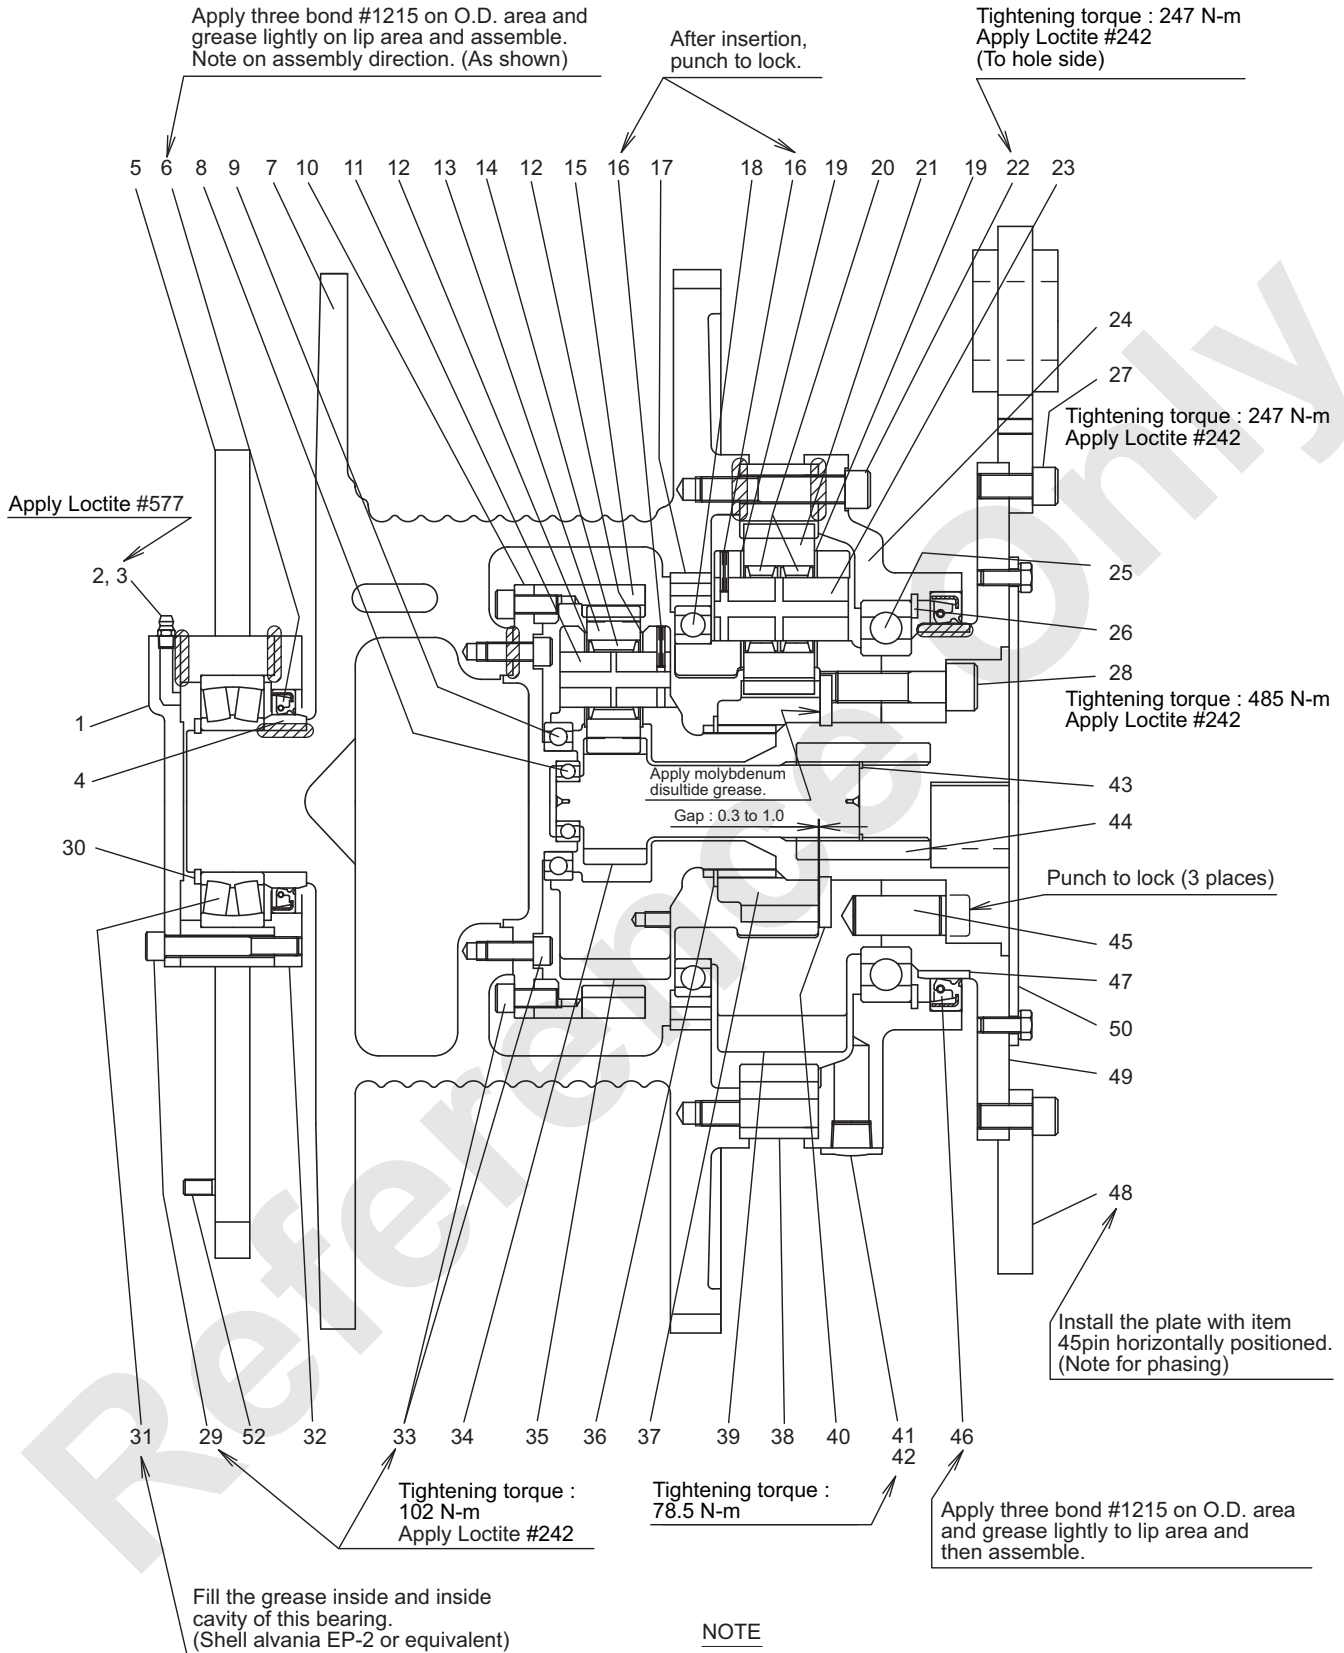 Apply three bond #1215 on O.D. area and
grease lightly on lip area and assemble.
Note on assembly direction. (As shown)
After insertion,
punch to lock.
Tightening torque : 247 N-m
Apply Loctite #242
(To hole side)
5 6 8 9 7 10 11 12 13 14 12 15 16 17 18 16 19 20 21 19 22 23
24
27
Tightening torque : 247 N-m
Apply Loctite #242
Apply Loctite #577
2, 3
25
26
28
Tightening torque : 485 N-m
Apply Loctite #242
1
4
Apply molybdenum
disultide grease.
Gap : 0.3 to 1.0
43
44
30
Punch to lock (3 places)
45
47
50
49
48
Install the plate with item
45pin horizontally positioned.
(Note for phasing)
31 29 52 32 33 34 35 36 37 39 38 40 41 46
42
Tightening torque :
102 N-m
Apply Loctite #242
Tightening torque :
78.5 N-m
Apply three bond #1215 on O.D. area
and grease lightly to lip area and
then assemble.
Fill the grease inside and inside
cavity of this bearing.
(Shell alvania EP-2 or equivalent)
NOTE
Reference Only